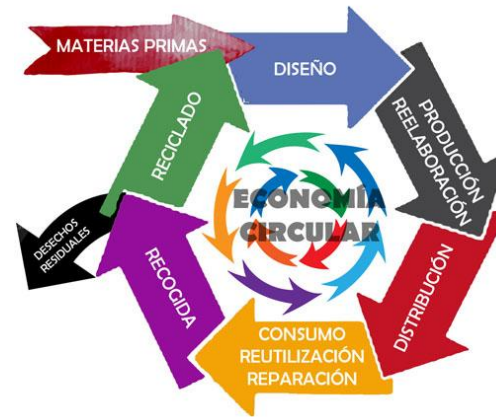 MATERIAS PRIMAS
DISEÑO
PRODUCCIÓN
REELABORACIÓN
DISTRIBUCIÓN
CONSUMO
REUTILIZACIÓN
REPARACIÓN
RECOGIDA
DESECHOS
RESIDUALES
RECICLADO
ECONOMÍA
CIRCULAR